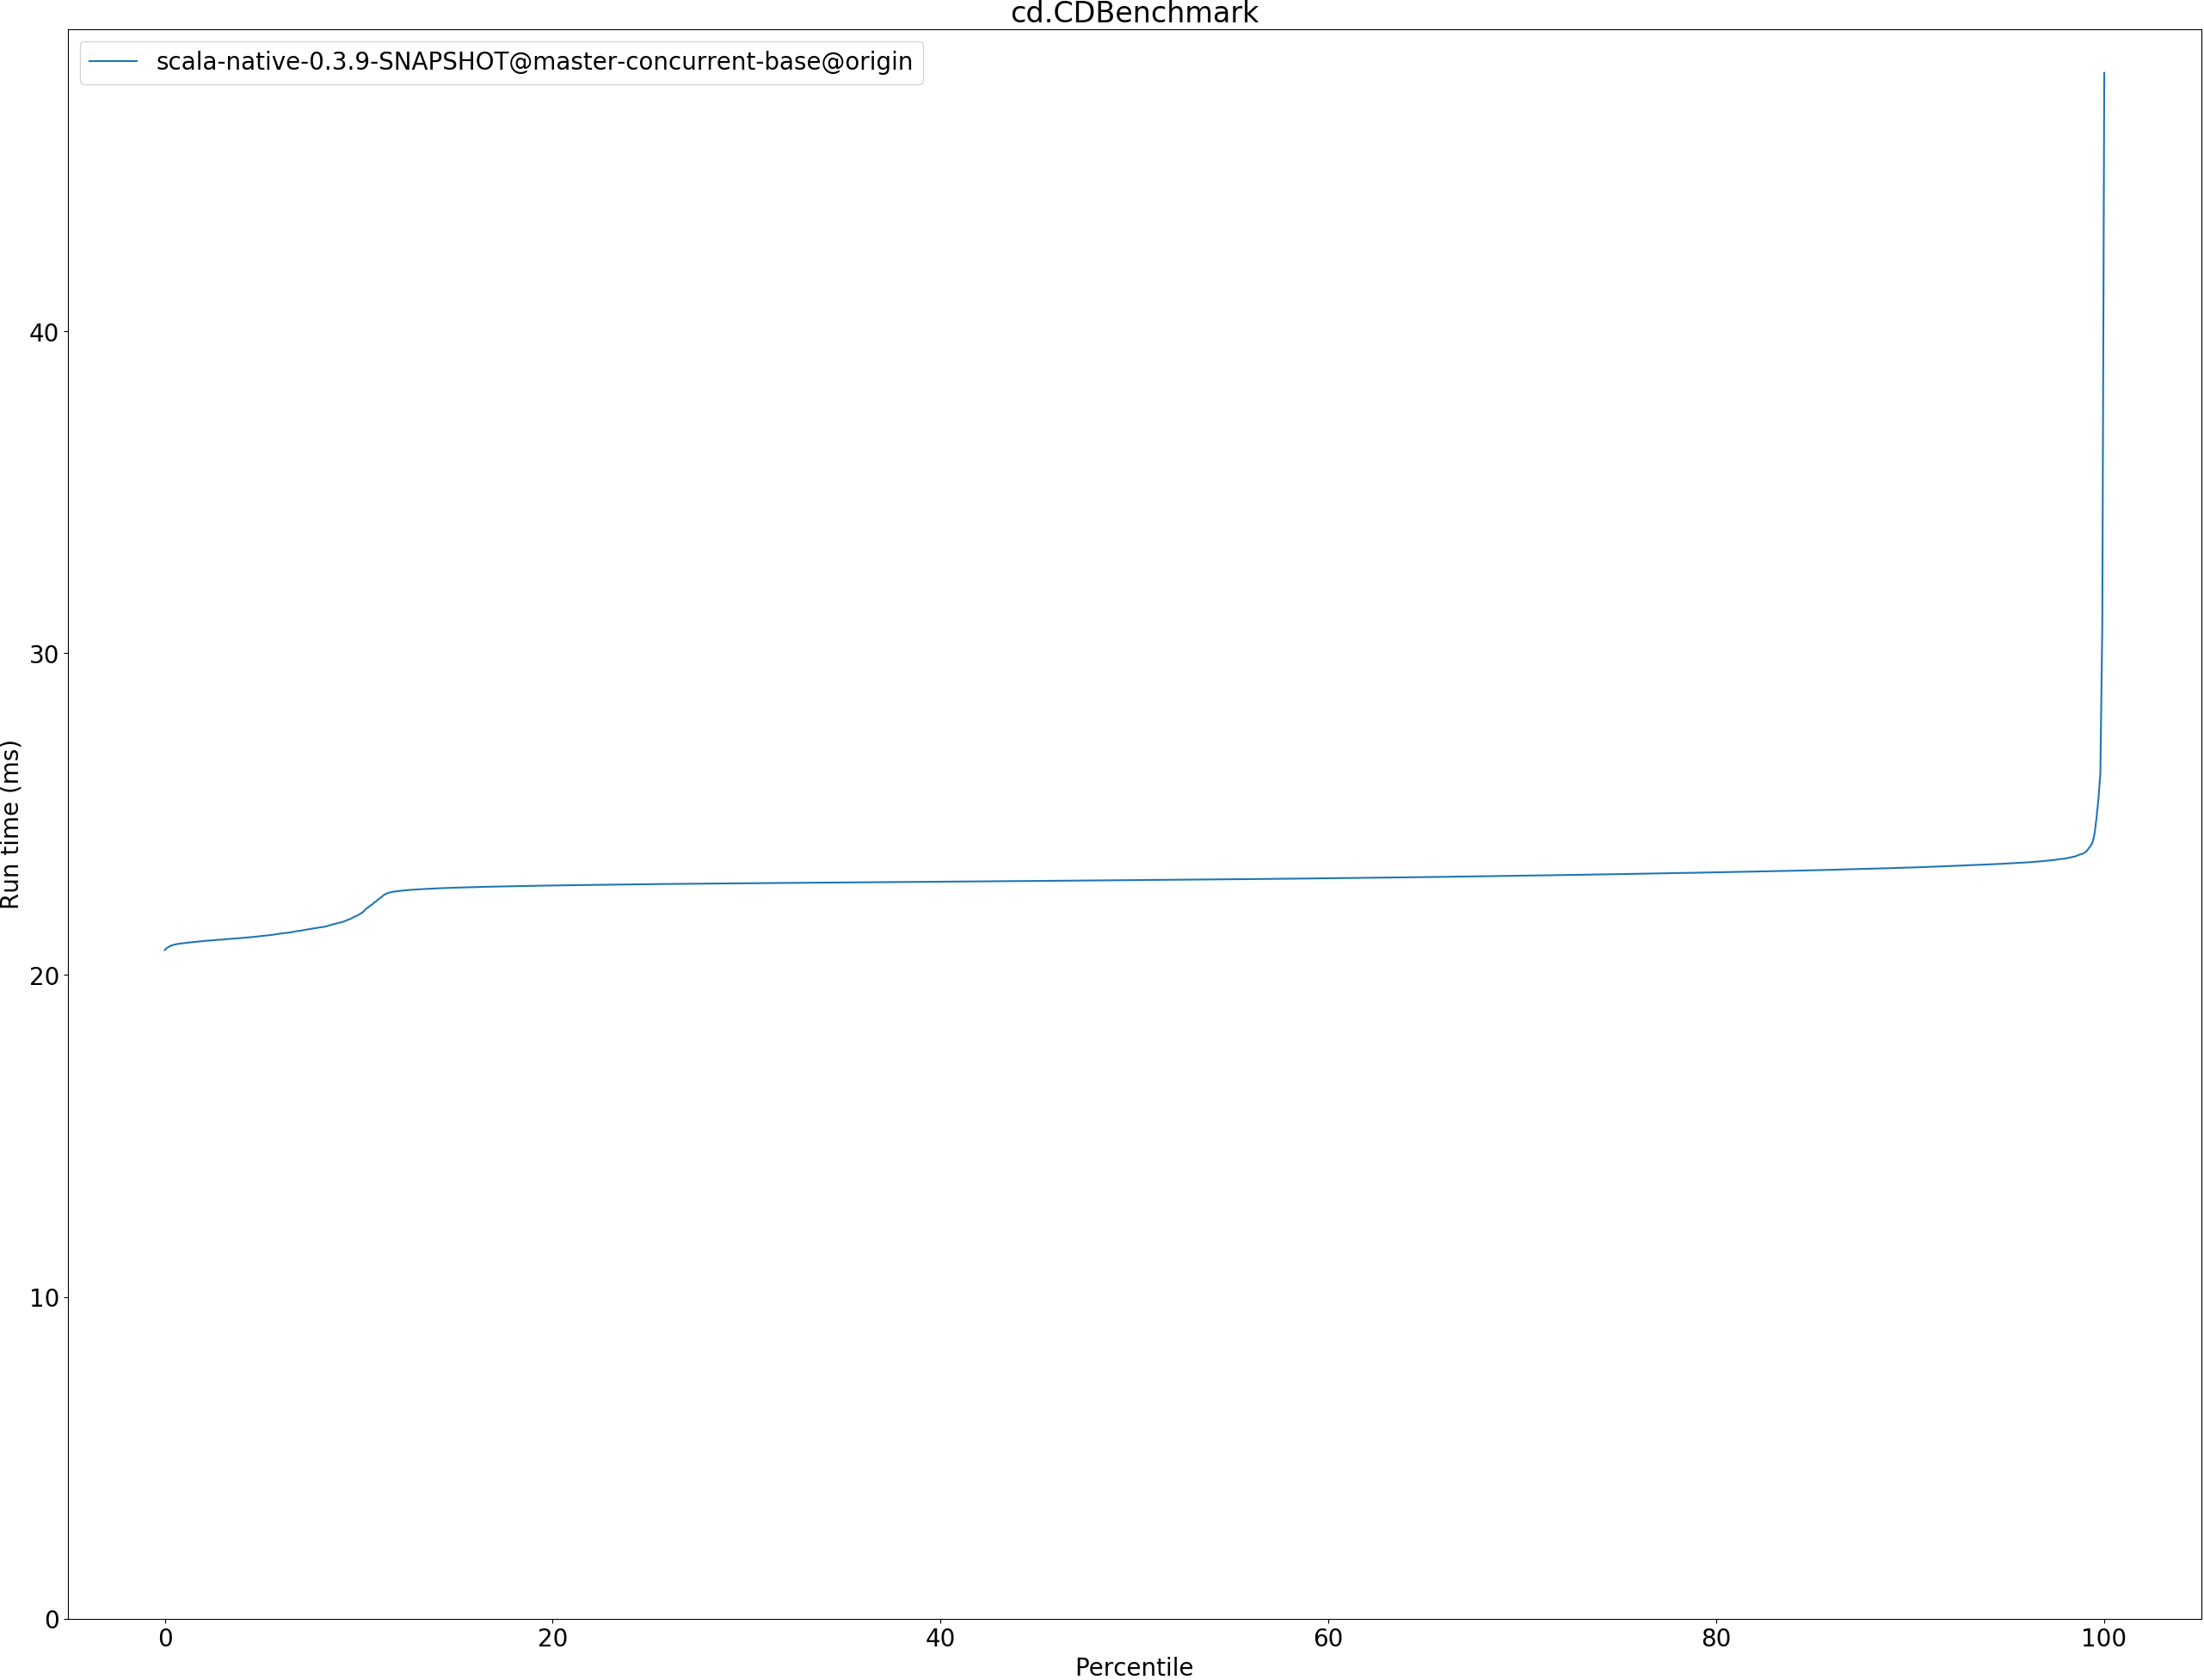 cd.CDBenchmark
scala-native-0.3.9-SNAPSHOT@master-concurrent-base@origin
40
30
20
10
0
Run time (ms)
0 20 40 60 80 100
Percentile